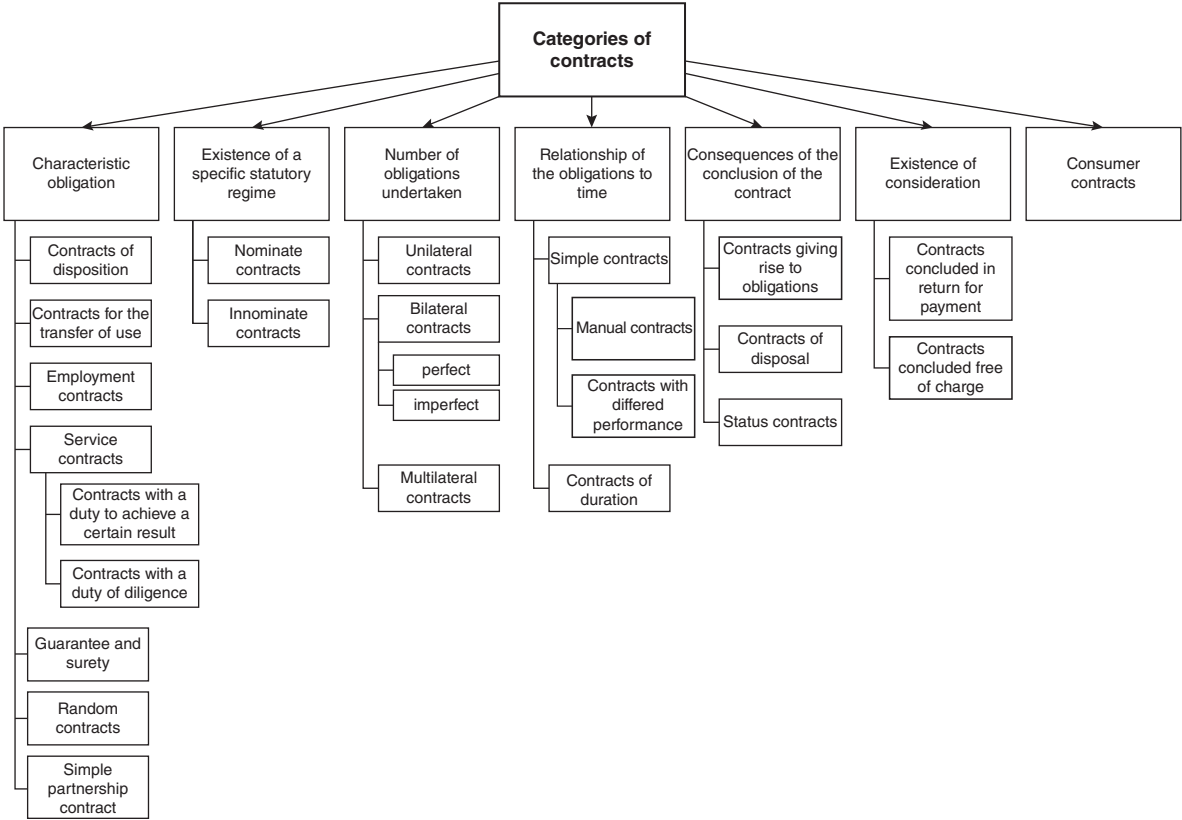 Categories of
contracts
Characteristic
obligation
Existence of a
specific statutory
regime
Number of
obligations
undertaken
Relationship of
the obligations to
time
Consequences of the
conclusion of the
contract
Existence of
consideration
Consumer
contracts
Contracts of
disposition
Contracts for the
transfer of use
Employment
contracts
Service
contracts
Contracts with a
duty to achieve a
certain result
Contracts with a
duty of diligence
Guarantee and
surety
Random
contracts
Simple
partnership
contract
Nominate
contracts
Innominate
contracts
Unilateral
contracts
Bilateral
contracts
perfect
imperfect
Multilateral
contracts
Simple contracts
Manual contracts
Contracts with
differed
performance
Contracts of
duration
Contracts giving
rise to
obligations
Contracts of
disposal
Status contracts
Contracts
concluded in
return for
payment
Contracts
concluded free
of charge